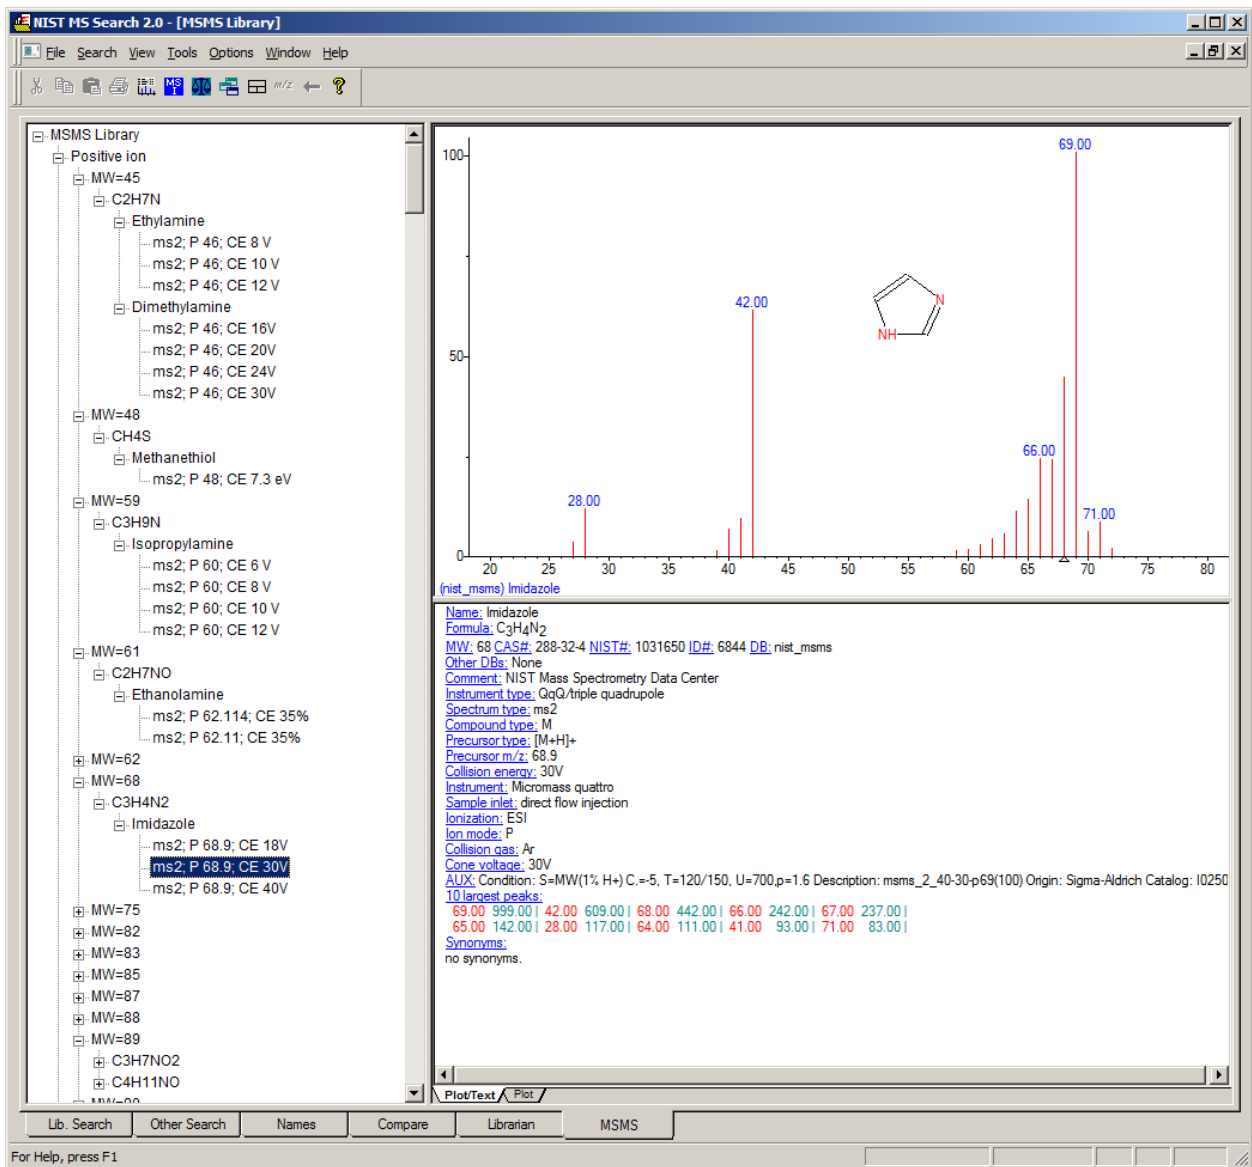 NIST MS Search 2.0 - [MSMS Library]
File Search View Tools Options Window Help
MS I m/z ?
MSMS Library
Positive ion
MW=45
C2H7N
Ethylamine
ms2; P 46; CE 8 V
ms2; P 46; CE 10 V
ms2; P 46; CE 12 V
Dimethylamine
ms2; P 46; CE 16V
ms2; P 46; CE 20V
ms2; P 46; CE 24V
ms2; P 46; CE 30V
MW=48
CH4S
Methanethiol
ms2; P 48; CE 7.3 eV
MW=59
C3H9N
Isopropylamine
ms2; P 60; CE 6 V
ms2; P 60; CE 8 V
ms2; P 60; CE 10 V
ms2; P 60; CE 12 V
MW=61
C2H7NO
Ethanolamine
ms2; P 62.114; CE 35%
ms2; P 62.11; CE 35%
MW=62
MW=68
C3H4N2
Imidazole
ms2; P 68.9; CE 18V
ms2; P 68.9; CE 30V
ms2; P 68.9; CE 40V
MW=75
MW=82
MW=83
MW=85
MW=87
MW=88
MW=89
C3H7NO2
C4H11NO
69.00
100
42.00
N
NH
50
66.00
28.00
71.00
0
20 25 30 35 40 45 50 55 60 65 70 75 80
(nist_msms) Imidazole
Name: Imidazole
Formula: C3H4N2
MW: 68 CAS#: 288-32-4 NIST#: 1031650 ID#: 6844 DB: nist_msms
Other DBs: None
Comment: NIST Mass Spectrometry Data Center
Instrument type: QqQ/triple quadrupole
Spectrum type: ms2
Compound type: M
Precursor type: [M+H]+
Precursor m/z: 68.9
Collision energy: 30V
Instrument: Micromass quattro
Sample inlet: direct flow injection
Ionization: ESI
Ion mode: P
Collision gas: Ar
Cone voltage: 30V
AUX: Condition: S=MW(1% H+) C.=-5, T=120/150, U=700,p=1.6 Description: msms_2_40-30-p69(100) Origin: Sigma-Aldrich Catalog: I0250
10 largest peaks:
69.00 999.00 | 42.00 609.00 | 68.00 442.00 | 66.00 242.00 | 67.00 237.00 |
65.00 142.00 | 28.00 117.00 | 64.00 111.00 | 41.00 93.00 | 71.00 83.00 |
Synonyms:
no synonyms.
Plot/Text Plot
Lib. Search Other Search Names Compare Librarian MSMS
For Help, press F1